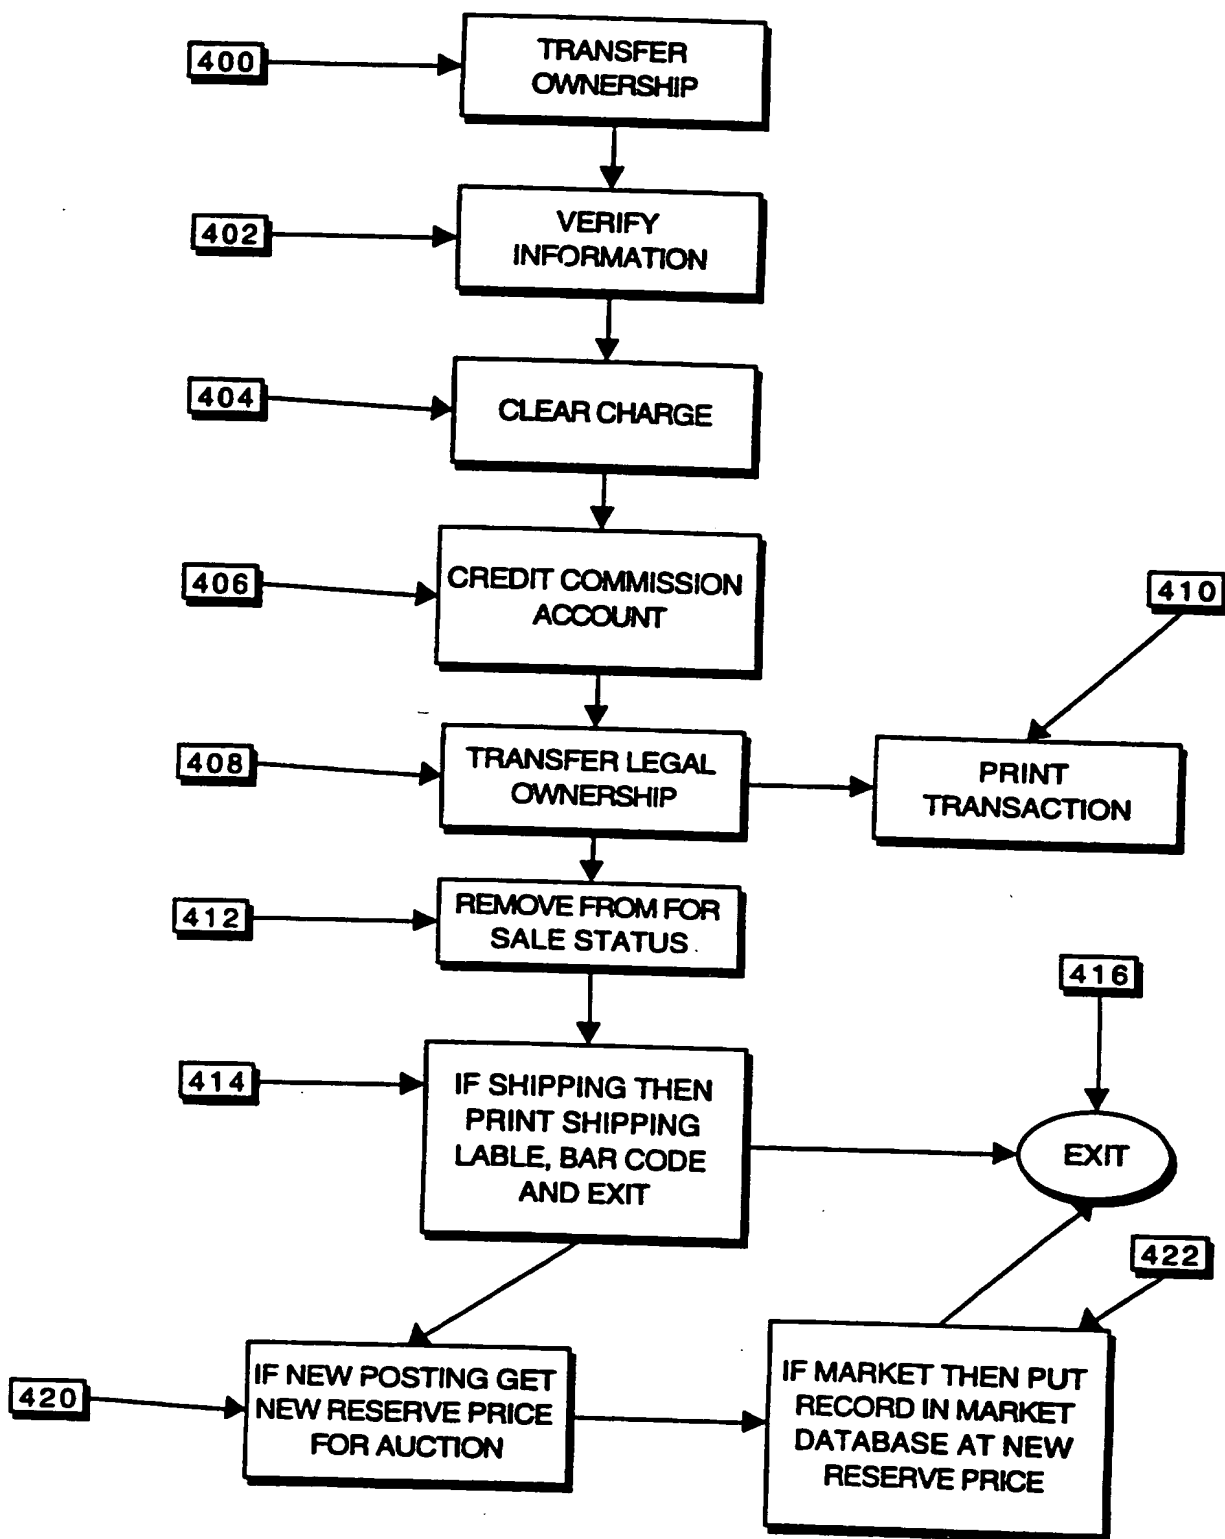 400
TRANSFER
OWNERSHIP
402
VERIFY
INFORMATION
404
CLEAR CHARGE
406
CREDIT COMMISSION
ACCOUNT
410
408
TRANSFER LEGAL
OWNERSHIP
PRINT
TRANSACTION
412
REMOVE FROM FOR
SALE STATUS
416
414
IF SHIPPING THEN
PRINT SHIPPING
LABLE, BAR CODE
AND EXIT
EXIT
422
420
IF NEW POSTING GET
NEW RESERVE PRICE
FOR AUCTION
IF MARKET THEN PUT
RECORD IN MARKET
DATABASE AT NEW
RESERVE PRICE